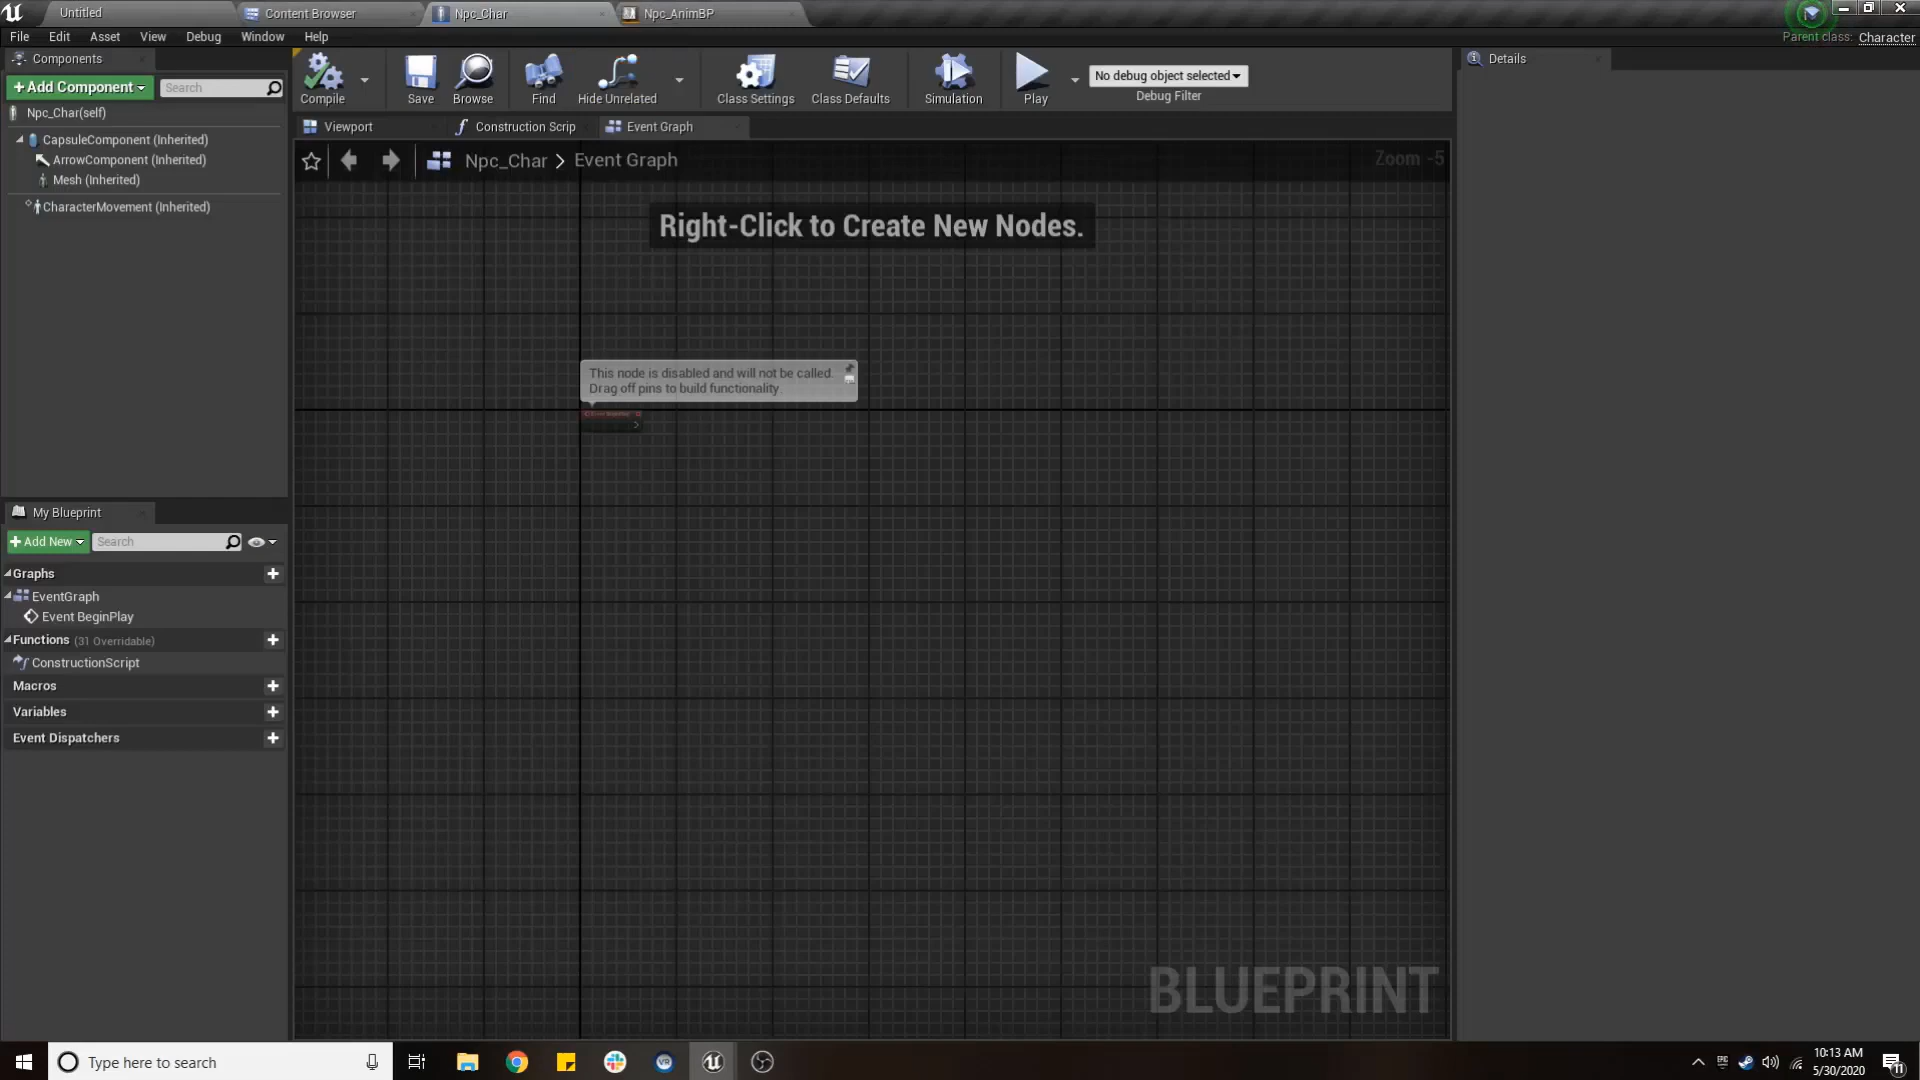 Untitled
Content Browser
Npc_Char
Npc_AnimBP
File Edit Asset View Debug Window Help
Parent class: Character
Components
Details
+Add Component
Search
Compile
Save
Browse
Find
Hide Unrelated
Class Settings
Class Defaults
Simulation
Play
No debug object selected
Debug Filter
Npc_Char(self)
CapsuleComponent (Inherited)
ArrowComponent (Inherited)
Mesh (Inherited)
CharacterMovement (Inherited)
Viewport
Construction Scrip
Event Graph
Npc_Char > Event Graph
Zoom -5
Right-Click to Create New Nodes.
This node is disabled and will not be called.
Drag off pins to build functionality.
My Blueprint
+Add New
Search
Graphs
EventGraph
Event BeginPlay
Functions (31 Overridable)
ConstructionScript
Macros
Variables
Event Dispatchers
BLUEPRINT
Type here to search
10:13 AM
5/30/2020
11